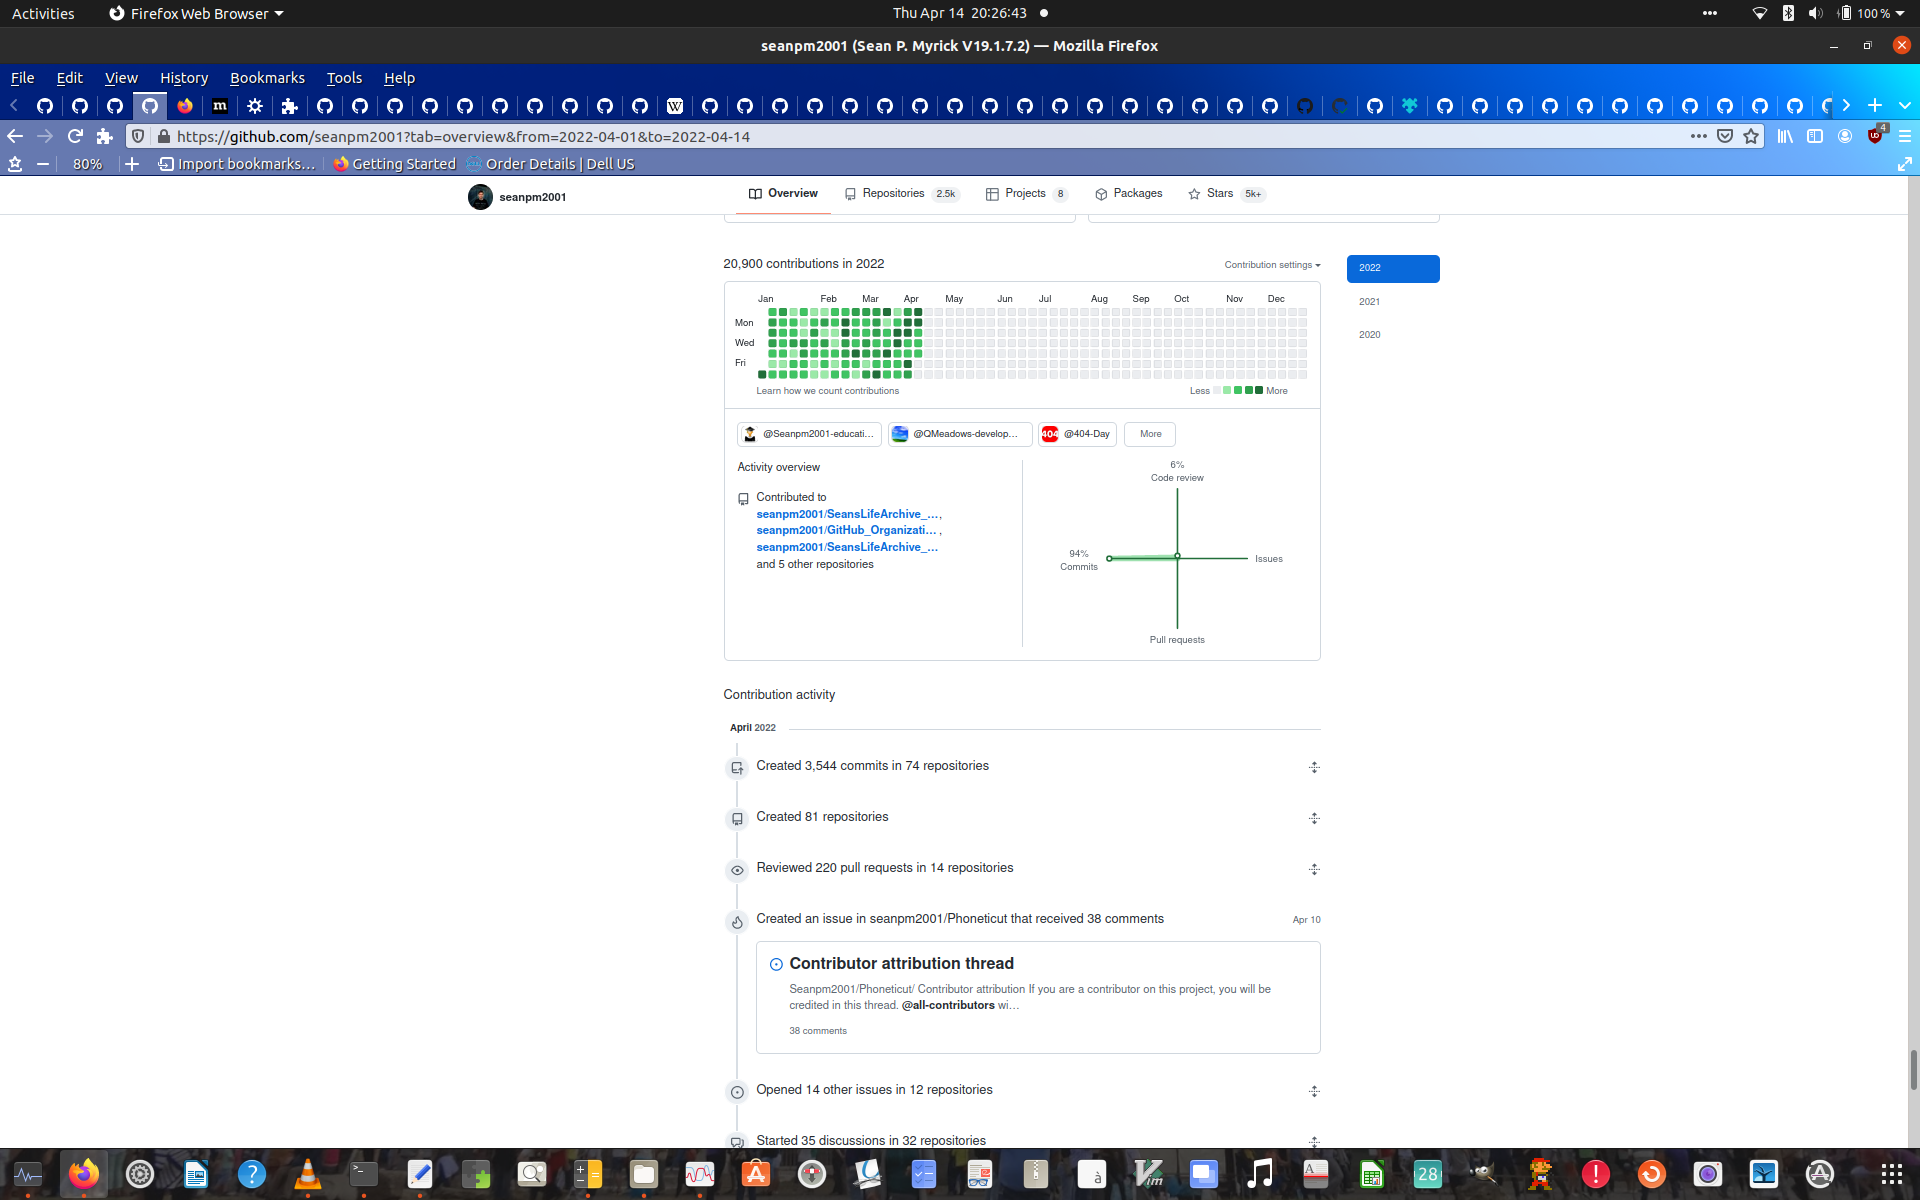 Activities
Firefox Web Browser
Thu Apr 14 20:26:43
100 %
seanpm2001 (Sean P. Myrick V19.1.7.2) — Mozilla Firefox
File Edit View History Bookmarks Tools Help
https://github.com/seanpm2001?tab=overview&from=2022-04-01&to=2022-04-14
4
80%
Import bookmarks...
Getting Started
Order Details | Dell US
seanpm2001
Overview
Repositories 2.5k
Projects 8
Packages
Stars 5k+
20,900 contributions in 2022
Contribution settings
2022
2021
2020
Jan Feb Mar Apr May Jun Jul Aug Sep Oct Nov Dec
Mon
Wed
Fri
Learn how we count contributions
Less More
@Seanpm2001-educati...
@QMeadows-develop...
404 @404-Day
More
Activity overview
Contributed to
seanpm2001/SeansLifeArchive_...,
seanpm2001/GitHub_Organizati...,
seanpm2001/SeansLifeArchive_...
and 5 other repositories
6%
Code review
94%
Commits
Issues
Pull requests
Contribution activity
April 2022
Created 3,544 commits in 74 repositories
Created 81 repositories
Reviewed 220 pull requests in 14 repositories
Created an issue in seanpm2001/Phoneticut that received 38 comments
Apr 10
Contributor attribution thread
Seanpm2001/Phoneticut/ Contributor attribution If you are a contributor on this project, you will be
credited in this thread. @all-contributors wi...
38 comments
Opened 14 other issues in 12 repositories
Started 35 discussions in 32 repositories
28